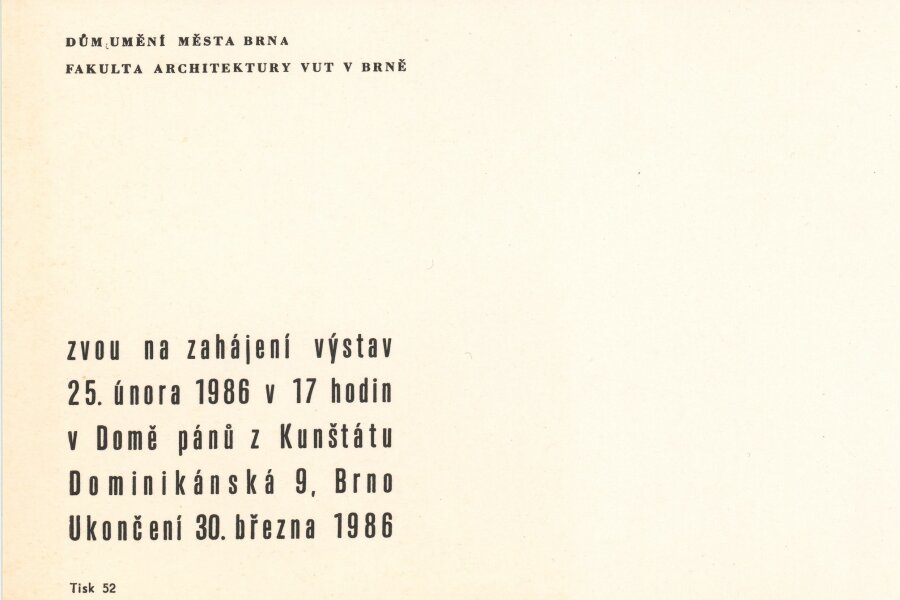 DŮM UMĚNÍ MĚSTA BRNA
FAKULTA ARCHITEKTURY VUT V BRNĚ
zvou na zahájení výstav
25. února 1986 v 17 hodin
v Domě pánů z Kunštátu
Dominikánská 9, Brno
Ukončení 30. března 1986
Tisk 52